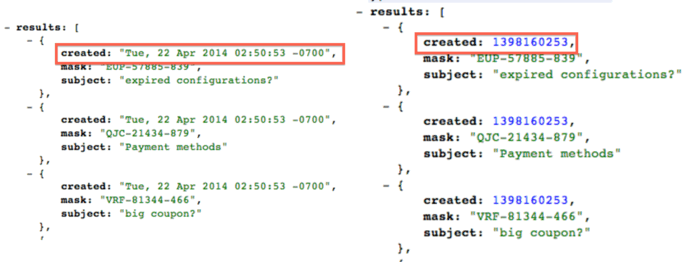 - results: [
- {
created: "Tue, 22 Apr 2014 02:50:53 -0700",
mask: "EUP-57885-839",
subject: "expired configurations?"
},
- {
created: "Tue, 22 Apr 2014 02:50:53 -0700",
mask: "QJC-21434-879",
subject: "Payment methods"
},
- {
created: "Tue, 22 Apr 2014 02:50:53 -0700",
mask: "VRF-81344-466",
subject: "big coupon?"
},
- results: [
- {
created: 1398160253,
mask: "EUP-57885-839",
subject: "expired configurations?"
},
- {
created: 1398160253,
mask: "QJC-21434-879",
subject: "Payment methods"
},
- {
created: 1398160253,
mask: "VRF-81344-466",
subject: "big coupon?"
},